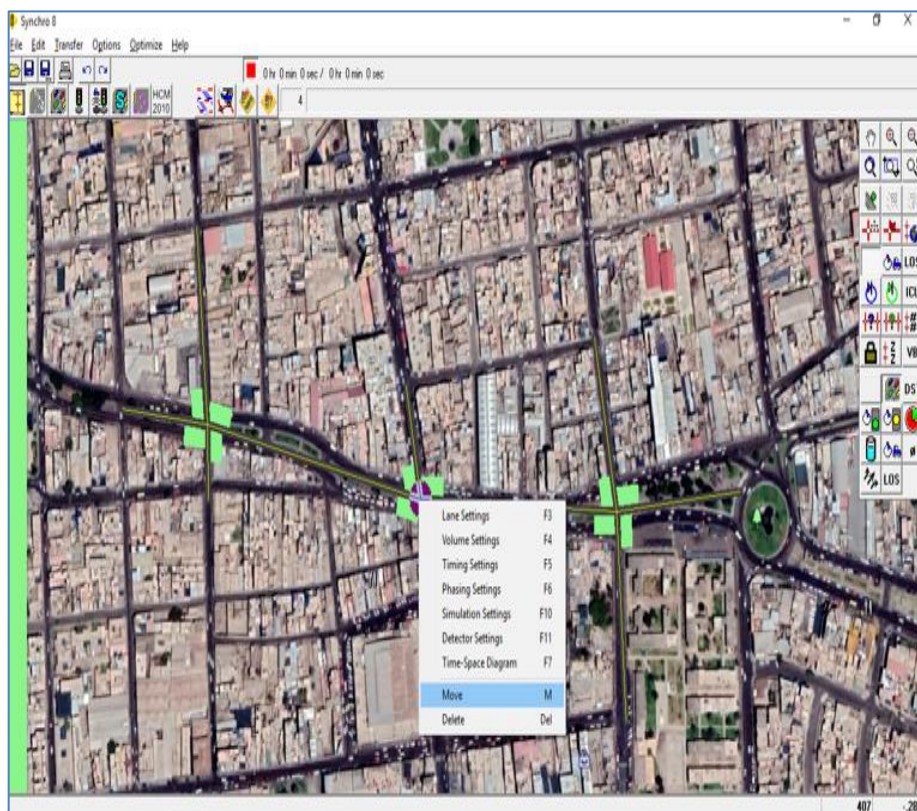 Synchro 8
File Edit Transfer Options Optimize Help
0 hr 0 min 0 sec / 0 hr 0 min 0 sec
HCM
2010
4
LOS
ICU
#
Z
Z
DS
LOS
Lane Settings F3
Volume Settings F4
Timing Settings F5
Phasing Settings F6
Simulation Settings F10
Detector Settings F11
Time-Space Diagram F7
Move M
Delete Del
407